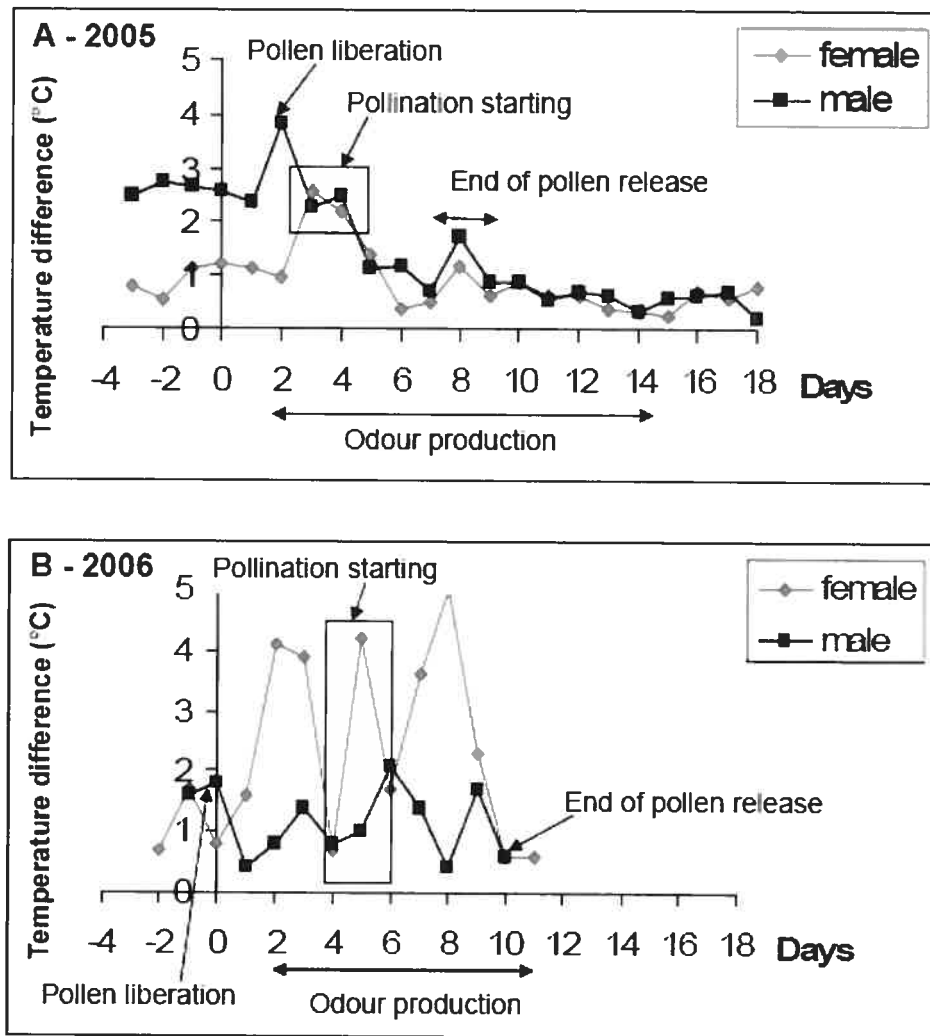 A - 2005
Pollen liberation
Pollination starting
End of pollen release
female
male
Temperature difference (°C)
5
4
3
2
1
0
-4 -2 0 2 4 6 8 10 12 14 16 18 Days
Odour production
B - 2006
Pollination starting
female
male
Temperature difference (°C)
5
4
3
2
1
0
End of pollen release
-4 -2 0 2 4 6 8 10 12 14 16 18 Days
Pollen liberation
Odour production